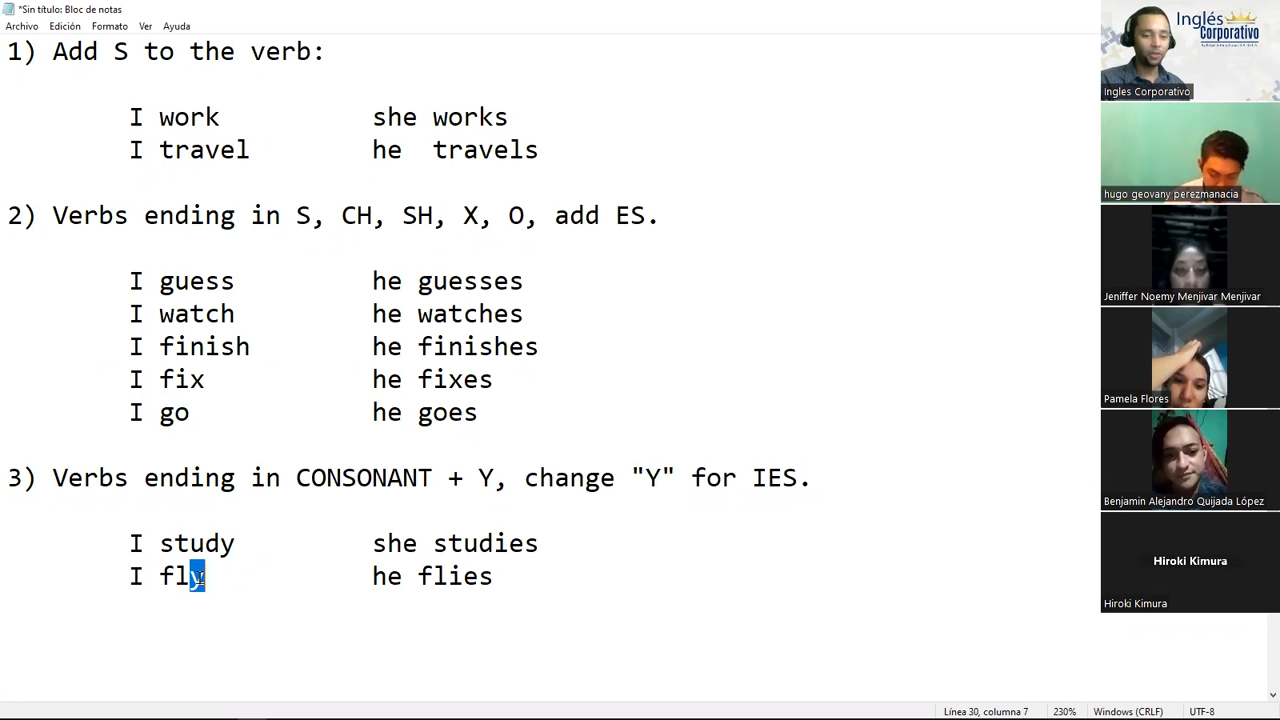 *Sin título: Bloc de notas
Archivo Edición Formato Ver Ayuda
1) Add S to the verb:
I work she works
I travel he travels
2) Verbs ending in S, CH, SH, X, O, add ES.
I guess he guesses
I watch he watches
I finish he finishes
I fix he fixes
I go he goes
3) Verbs ending in CONSONANT + Y, change "Y" for IES.
I study she studies
I fly he flies
Línea 30, columna 7 230% Windows (CRLF) UTF-8
Inglés
Corporativo
Ingles Corporativo
hugo geovany perezmanacia
Jeniffer Noemy Menjivar Menjivar
Pamela Flores
Benjamin Alejandro Quijada López
Hiroki Kimura
Hiroki Kimura